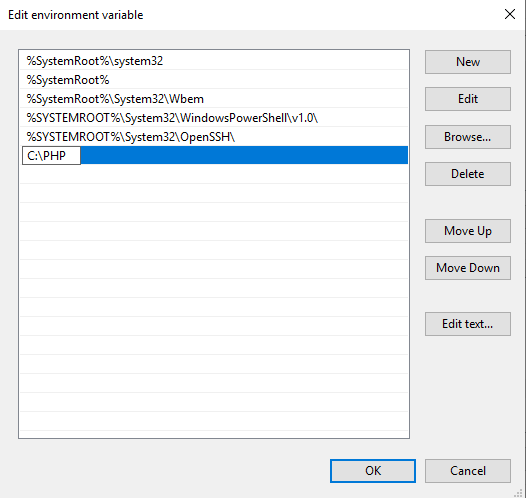 Edit environment variable
%SystemRoot%\system32
%SystemRoot%
%SystemRoot%\System32\Wbem
%SYSTEMROOT%\System32\WindowsPowerShell\v1.0\
%SYSTEMROOT%\System32\OpenSSH\
C:\PHP
New
Edit
Browse...
Delete
Move Up
Move Down
Edit text...
OK
Cancel